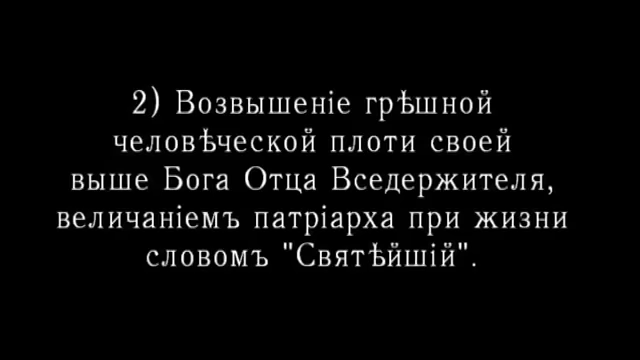 2) Возвышеніе грѣшной
человѣческой плоти своей
выше Бога Отца Вседержителя,
величаніемъ патріарха при жизни
словомъ "Святѣйшій".